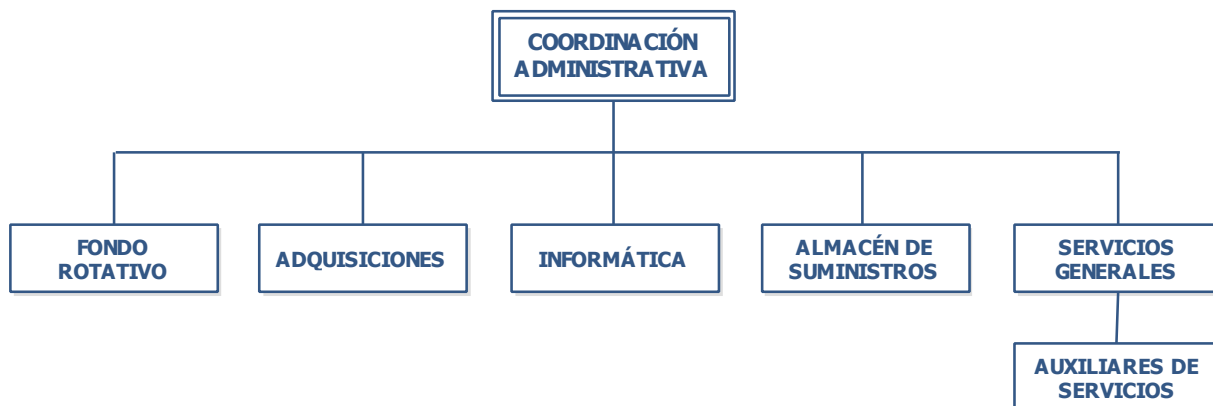 COORDINACIÓN
ADMINISTRATIVA
FONDO
ROTATIVO
ADQUISICIONES
INFORMÁTICA
ALMACÉN DE
SUMINISTROS
SERVICIOS
GENERALES
AUXILIARES DE
SERVICIOS